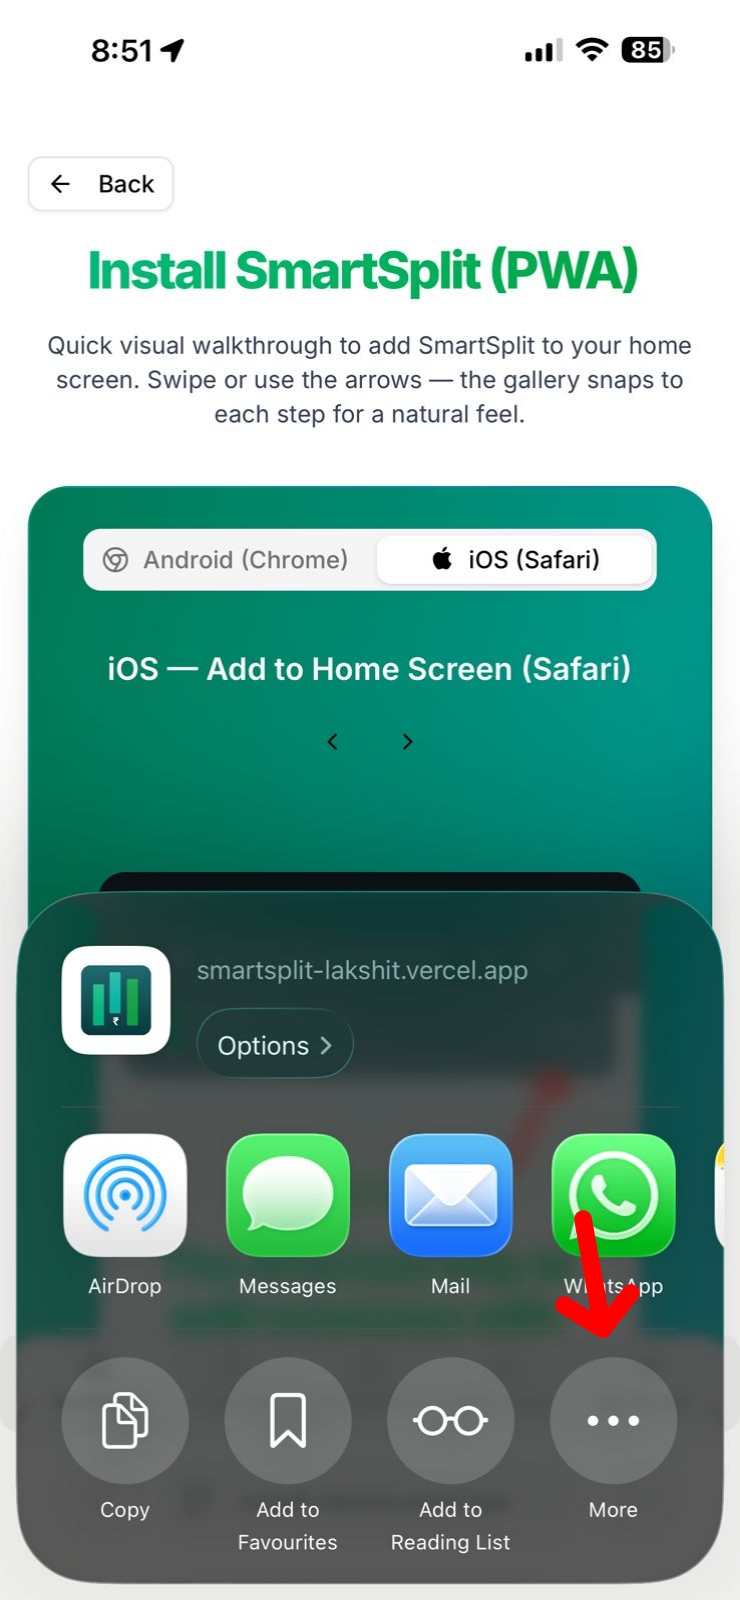 8:51
85
Back
Install SmartSplit (PWA)
Quick visual walkthrough to add SmartSplit to your home
screen. Swipe or use the arrows — the gallery snaps to
each step for a natural feel.
Android (Chrome)
iOS (Safari)
iOS — Add to Home Screen (Safari)
smartsplit-lakshit.vercel.app
₹
Options
AirDrop
Messages
Mail
WhatsApp
Copy
Add to
Favourites
Add to
Reading List
More